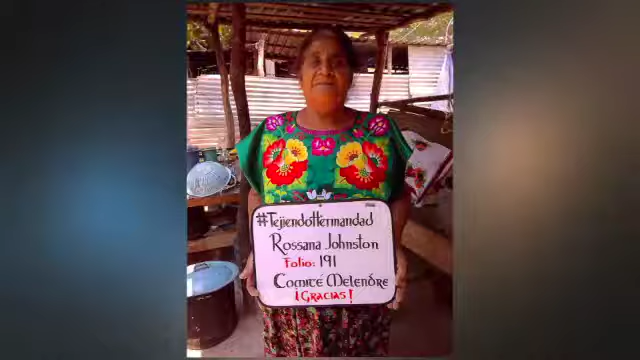 #TejiendoHermandad
Rossana Johnston
Folio: 191
Comité Melendre
¡Gracias!